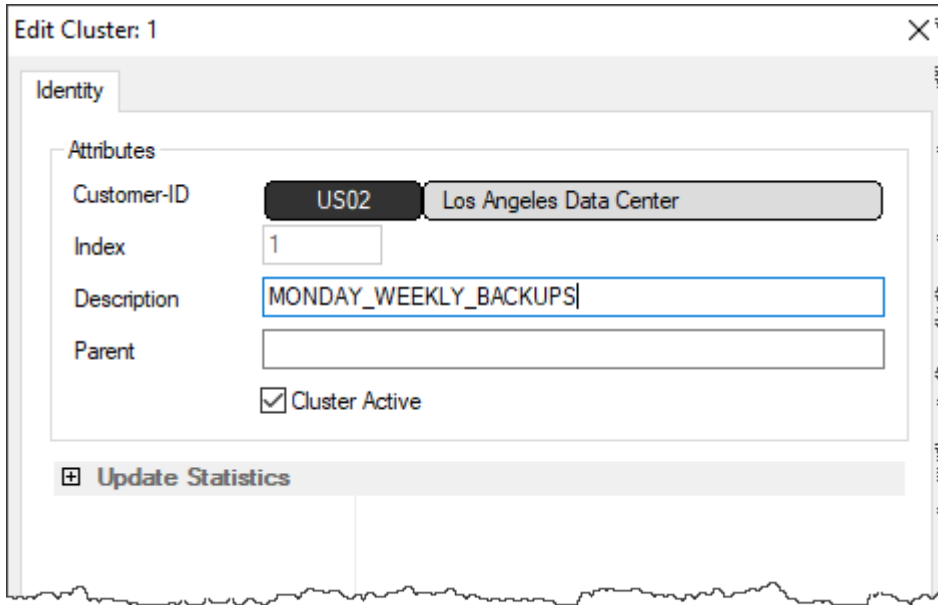 Edit Cluster: 1
Identity
Attributes
Customer-ID US02 Los Angeles Data Center
Index 1
Description MONDAY_WEEKLY_BACKUPS
Parent
Cluster Active
Update Statistics